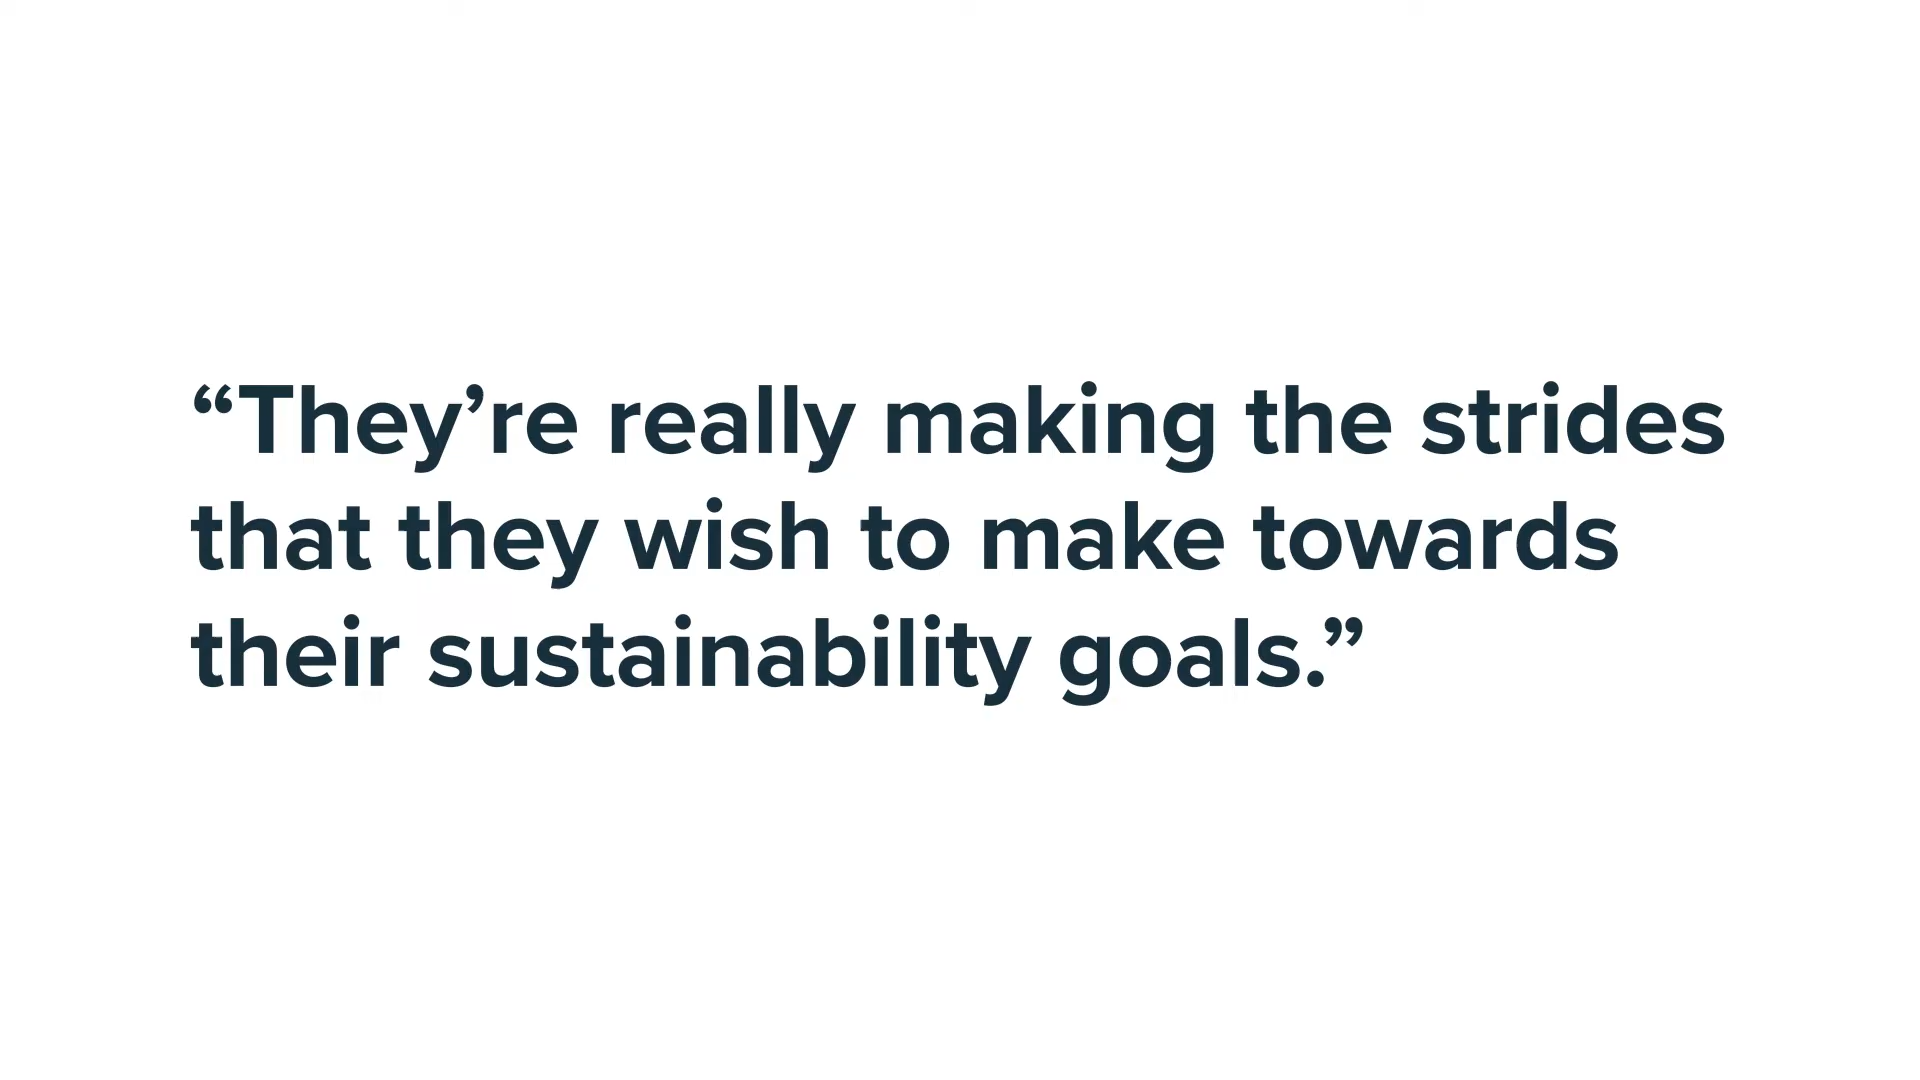 “They’re really making the strides
that they wish to make towards
their sustainability goals.”